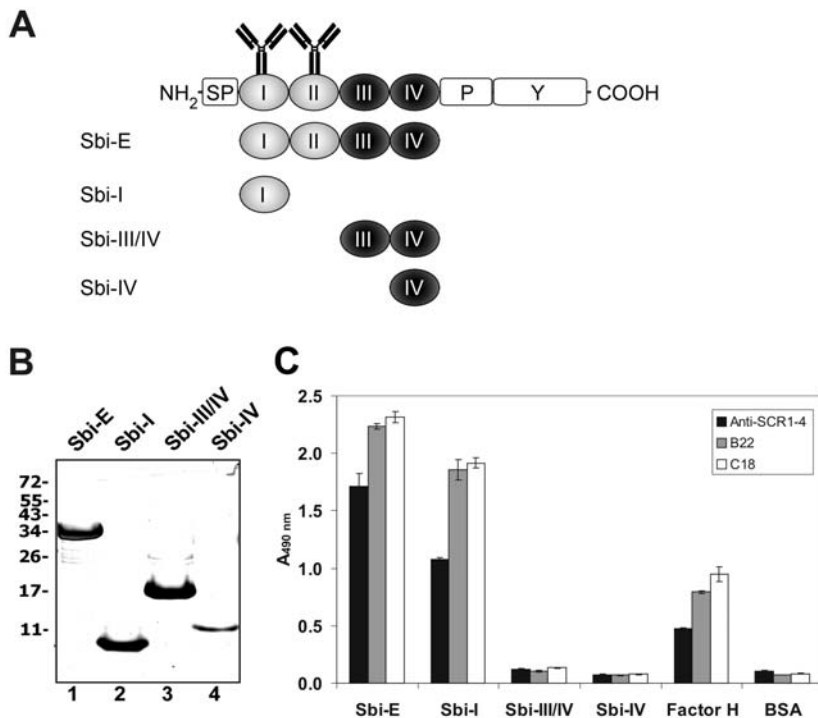 A
NH2 SP I II III IV P Y COOH
Sbi-E I II III IV
Sbi-I I
Sbi-III/IV III IV
Sbi-IV IV
B
Sbi-E Sbi-I Sbi-III/IV Sbi-IV
72-
55-
43-
34-
26-
17-
11-
1 2 3 4
C
2.5
2.0
1.5
1.0
0.5
0.0
A490 nm
Anti-SCR1-4
B22
C18
Sbi-E Sbi-I Sbi-III/IV Sbi-IV Factor H BSA